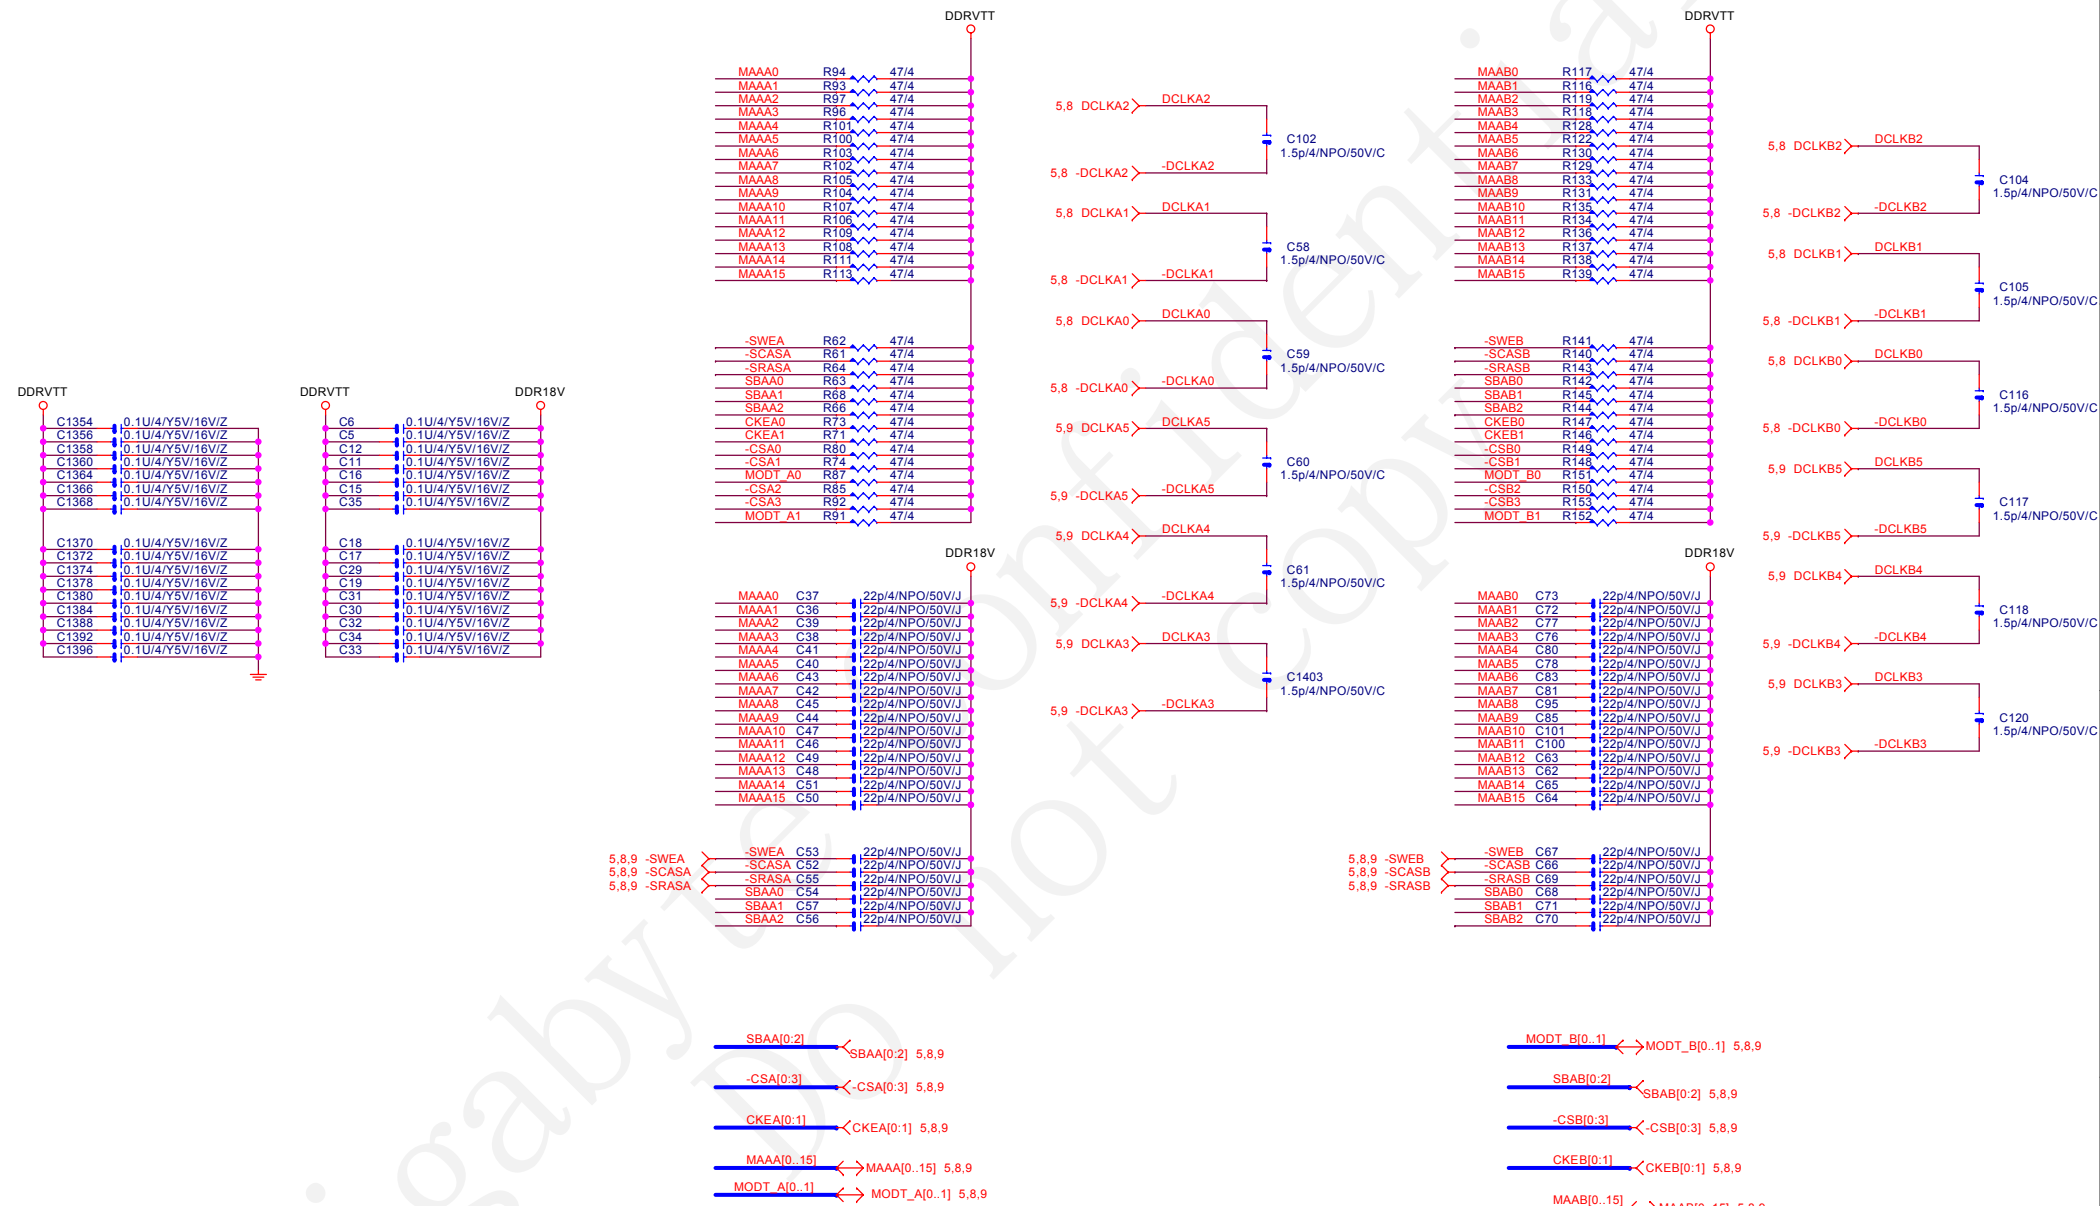 DDRVTT
C1354 0.1U/4/Y5V/16V/Z
C1356 0.1U/4/Y5V/16V/Z
C1358 0.1U/4/Y5V/16V/Z
C1360 0.1U/4/Y5V/16V/Z
C1364 0.1U/4/Y5V/16V/Z
C1366 0.1U/4/Y5V/16V/Z
C1368 0.1U/4/Y5V/16V/Z
C1370 0.1U/4/Y5V/16V/Z
C1372 0.1U/4/Y5V/16V/Z
C1374 0.1U/4/Y5V/16V/Z
C1378 0.1U/4/Y5V/16V/Z
C1380 0.1U/4/Y5V/16V/Z
C1384 0.1U/4/Y5V/16V/Z
C1388 0.1U/4/Y5V/16V/Z
C1392 0.1U/4/Y5V/16V/Z
C1396 0.1U/4/Y5V/16V/Z
DDRVTT DDR18V
C6 0.1U/4/Y5V/16V/Z
C5 0.1U/4/Y5V/16V/Z
C12 0.1U/4/Y5V/16V/Z
C11 0.1U/4/Y5V/16V/Z
C16 0.1U/4/Y5V/16V/Z
C15 0.1U/4/Y5V/16V/Z
C35 0.1U/4/Y5V/16V/Z
C18 0.1U/4/Y5V/16V/Z
C17 0.1U/4/Y5V/16V/Z
C29 0.1U/4/Y5V/16V/Z
C19 0.1U/4/Y5V/16V/Z
C31 0.1U/4/Y5V/16V/Z
C30 0.1U/4/Y5V/16V/Z
C32 0.1U/4/Y5V/16V/Z
C34 0.1U/4/Y5V/16V/Z
C33 0.1U/4/Y5V/16V/Z
DDRVTT
MAAA0 R94 47/4
MAAA1 R93 47/4
MAAA2 R97 47/4
MAAA3 R96 47/4
MAAA4 R101 47/4
MAAA5 R100 47/4
MAAA6 R103 47/4
MAAA7 R102 47/4
MAAA8 R105 47/4
MAAA9 R104 47/4
MAAA10 R107 47/4
MAAA11 R106 47/4
MAAA12 R109 47/4
MAAA13 R108 47/4
MAAA14 R111 47/4
MAAA15 R113 47/4
-SWEA R62 47/4
-SCASA R61 47/4
-SRASA R64 47/4
SBAA0 R63 47/4
SBAA1 R68 47/4
SBAA2 R66 47/4
CKEA0 R73 47/4
CKEA1 R71 47/4
-CSA0 R80 47/4
-CSA1 R74 47/4
MODT_A0 R87 47/4
-CSA2 R85 47/4
-CSA3 R92 47/4
MODT_A1 R91 47/4
DDR18V
MAAA0 C37 22p/4/NPO/50V/J
MAAA1 C36 22p/4/NPO/50V/J
MAAA2 C39 22p/4/NPO/50V/J
MAAA3 C38 22p/4/NPO/50V/J
MAAA4 C41 22p/4/NPO/50V/J
MAAA5 C40 22p/4/NPO/50V/J
MAAA6 C43 22p/4/NPO/50V/J
MAAA7 C42 22p/4/NPO/50V/J
MAAA8 C45 22p/4/NPO/50V/J
MAAA9 C44 22p/4/NPO/50V/J
MAAA10 C47 22p/4/NPO/50V/J
MAAA11 C46 22p/4/NPO/50V/J
MAAA12 C49 22p/4/NPO/50V/J
MAAA13 C48 22p/4/NPO/50V/J
MAAA14 C51 22p/4/NPO/50V/J
MAAA15 C50 22p/4/NPO/50V/J
5,8,9 -SWEA -SWEA C53 22p/4/NPO/50V/J
5,8,9 -SCASA -SCASA C52 22p/4/NPO/50V/J
5,8,9 -SRASA -SRASA C55 22p/4/NPO/50V/J
SBAA0 C54 22p/4/NPO/50V/J
SBAA1 C57 22p/4/NPO/50V/J
SBAA2 C56 22p/4/NPO/50V/J
5,8 DCLKA2 DCLKA2
C102
1.5p/4/NPO/50V/C
5,8 -DCLKA2 -DCLKA2
5,8 DCLKA1 DCLKA1
C58
1.5p/4/NPO/50V/C
5,8 -DCLKA1 -DCLKA1
5,8 DCLKA0 DCLKA0
C59
1.5p/4/NPO/50V/C
5,8 -DCLKA0 -DCLKA0
5,9 DCLKA5 DCLKA5
C60
1.5p/4/NPO/50V/C
5,9 -DCLKA5 -DCLKA5
5,9 DCLKA4 DCLKA4
C61
1.5p/4/NPO/50V/C
5,9 -DCLKA4 -DCLKA4
5,9 DCLKA3 DCLKA3
C1403
1.5p/4/NPO/50V/C
5,9 -DCLKA3 -DCLKA3
DDRVTT
MAAB0 R117 47/4
MAAB1 R116 47/4
MAAB2 R119 47/4
MAAB3 R118 47/4
MAAB4 R128 47/4
MAAB5 R122 47/4
MAAB6 R130 47/4
MAAB7 R129 47/4
MAAB8 R133 47/4
MAAB9 R131 47/4
MAAB10 R135 47/4
MAAB11 R134 47/4
MAAB12 R136 47/4
MAAB13 R137 47/4
MAAB14 R138 47/4
MAAB15 R139 47/4
-SWEB R141 47/4
-SCASB R140 47/4
-SRASB R143 47/4
SBAB0 R142 47/4
SBAB1 R145 47/4
SBAB2 R144 47/4
CKEB0 R147 47/4
CKEB1 R146 47/4
-CSB0 R149 47/4
-CSB1 R148 47/4
MODT_B0 R151 47/4
-CSB2 R150 47/4
-CSB3 R153 47/4
MODT_B1 R152 47/4
DDR18V
MAAB0 C73 22p/4/NPO/50V/J
MAAB1 C72 22p/4/NPO/50V/J
MAAB2 C77 22p/4/NPO/50V/J
MAAB3 C76 22p/4/NPO/50V/J
MAAB4 C80 22p/4/NPO/50V/J
MAAB5 C78 22p/4/NPO/50V/J
MAAB6 C83 22p/4/NPO/50V/J
MAAB7 C81 22p/4/NPO/50V/J
MAAB8 C95 22p/4/NPO/50V/J
MAAB9 C85 22p/4/NPO/50V/J
MAAB10 C101 22p/4/NPO/50V/J
MAAB11 C100 22p/4/NPO/50V/J
MAAB12 C63 22p/4/NPO/50V/J
MAAB13 C62 22p/4/NPO/50V/J
MAAB14 C65 22p/4/NPO/50V/J
MAAB15 C64 22p/4/NPO/50V/J
5,8,9 -SWEB -SWEB C67 22p/4/NPO/50V/J
5,8,9 -SCASB -SCASB C66 22p/4/NPO/50V/J
5,8,9 -SRASB -SRASB C69 22p/4/NPO/50V/J
SBAB0 C68 22p/4/NPO/50V/J
SBAB1 C71 22p/4/NPO/50V/J
SBAB2 C70 22p/4/NPO/50V/J
5,8 DCLKB2 DCLKB2
C104
1.5p/4/NPO/50V/C
5,8 -DCLKB2 -DCLKB2
5,8 DCLKB1 DCLKB1
C105
1.5p/4/NPO/50V/C
5,8 -DCLKB1 -DCLKB1
5,8 DCLKB0 DCLKB0
C116
1.5p/4/NPO/50V/C
5,8 -DCLKB0 -DCLKB0
5,9 DCLKB5 DCLKB5
C117
1.5p/4/NPO/50V/C
5,9 -DCLKB5 -DCLKB5
5,9 DCLKB4 DCLKB4
C118
1.5p/4/NPO/50V/C
5,9 -DCLKB4 -DCLKB4
5,9 DCLKB3 DCLKB3
C120
1.5p/4/NPO/50V/C
5,9 -DCLKB3 -DCLKB3
SBAA[0:2] SBAA[0:2] 5,8,9
-CSA[0:3] -CSA[0:3] 5,8,9
CKEA[0:1] CKEA[0:1] 5,8,9
MAAA[0..15] MAAA[0..15] 5,8,9
MODT_A[0..1] MODT_A[0..1] 5,8,9
MODT_B[0..1] MODT_B[0..1] 5,8,9
SBAB[0:2] SBAB[0:2] 5,8,9
-CSB[0:3] -CSB[0:3] 5,8,9
CKEB[0:1] CKEB[0:1] 5,8,9
MAAB[0..15] MAAB[0..15] 5,8,9
gigabyte confidential
Do not copy